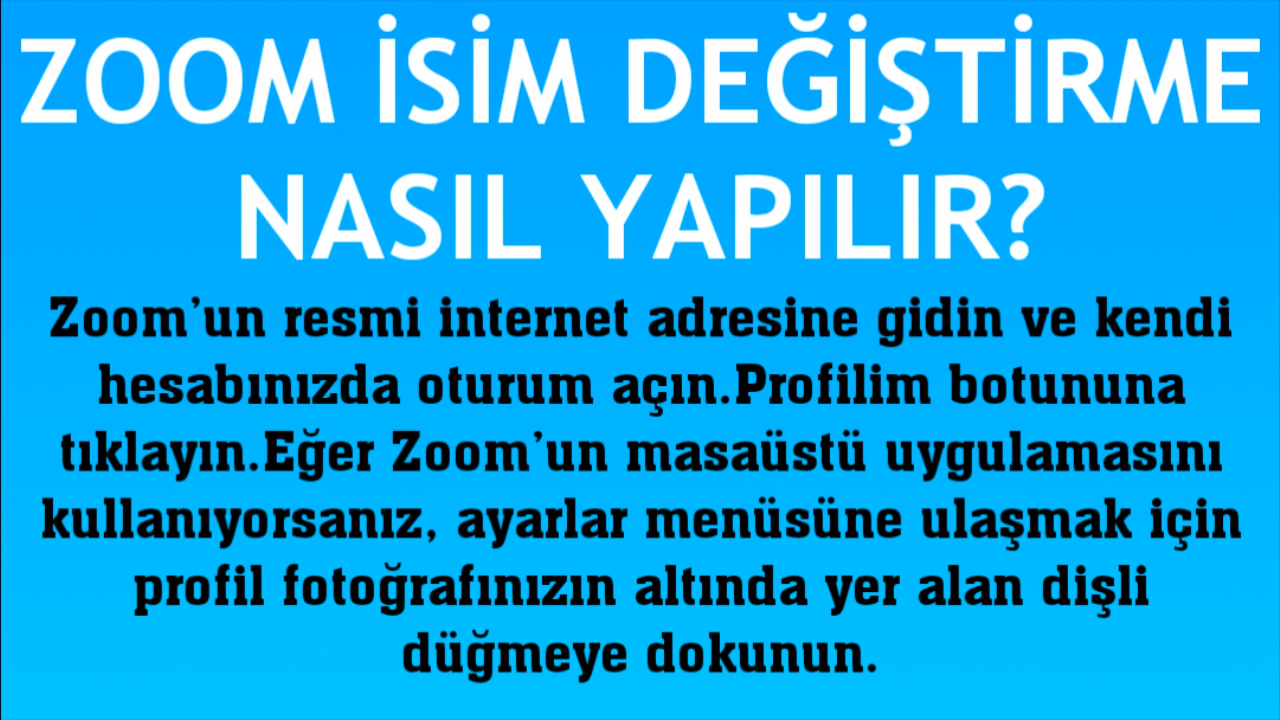 ZOOM İSİM DEĞİŞTİRME
NASIL YAPILIR?
Zoom'un resmi internet adresine gidin ve kendi
hesabınızda oturum açın.Profilim botununa
tıklayın.Eğer Zoom'un masaüstü uygulamasını
kullanıyorsanız, ayarlar menüsüne ulaşmak için
profil fotoğrafınızın altında yer alan dişli
düğmeye dokunun.